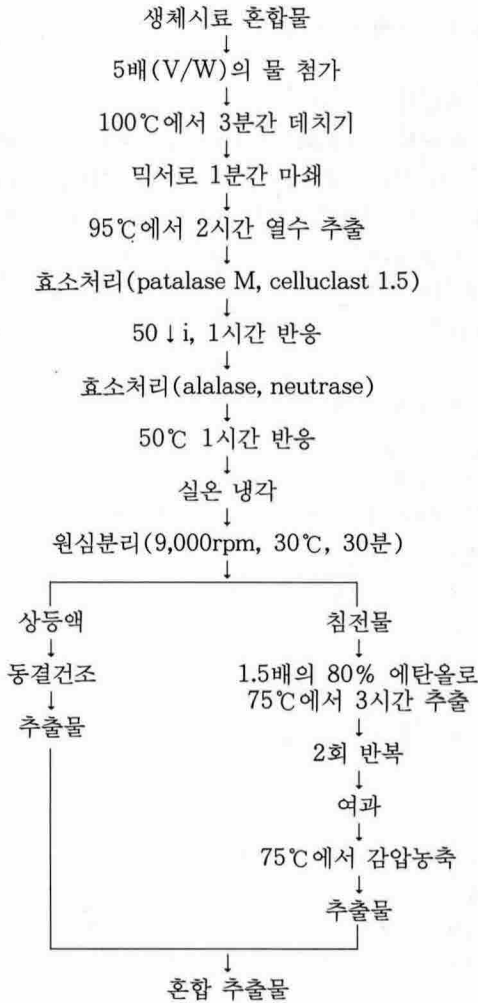 생체시료 혼합물
↓
5배(V/W)의 물 첨가
↓
100℃에서 3분간 데치기
↓
믹서로 1분간 마쇄
↓
95℃에서 2시간 열수 추출
↓
효소처리(patalase M, celluclast 1.5)
↓
50↓i, 1시간 반응
↓
효소처리(alalase, neutrase)
↓
50℃ 1시간 반응
↓
실온 냉각
↓
원심분리(9,000rpm, 30℃, 30분)
↓
상등액
↓
동결건조
↓
추출물
침전물
↓
1.5배의 80% 에탄올로
75℃에서 3시간 추출
↓
2회 반복
↓
여과
↓
75℃에서 감압농축
↓
추출물
↓
혼합 추출물